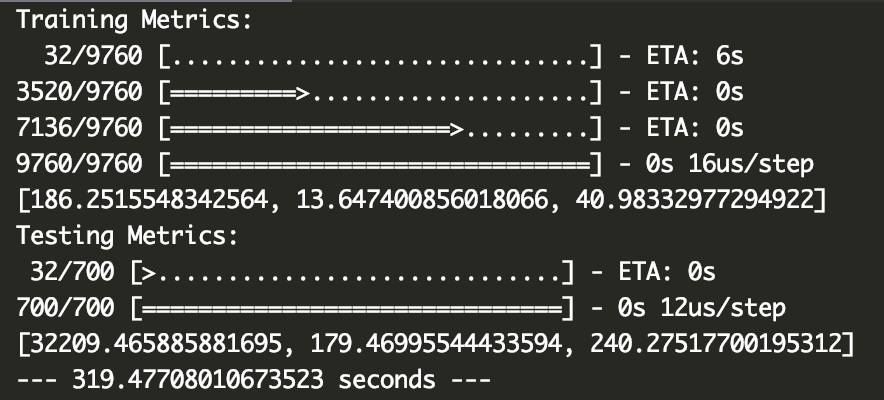 Training Metrics:
  32/9760 [..............................] - ETA: 6s
3520/9760 [=========>....................] - ETA: 0s
7136/9760 [====================>.........] - ETA: 0s
9760/9760 [==============================] - 0s 16us/step
[186.2515548342564, 13.647400856018066, 40.98332977294922]
Testing Metrics:
 32/700 [>.............................] - ETA: 0s
700/700 [==============================] - 0s 12us/step
[32209.465885881695, 179.46995544433594, 240.27517700195312]
--- 319.47708010673523 seconds ---